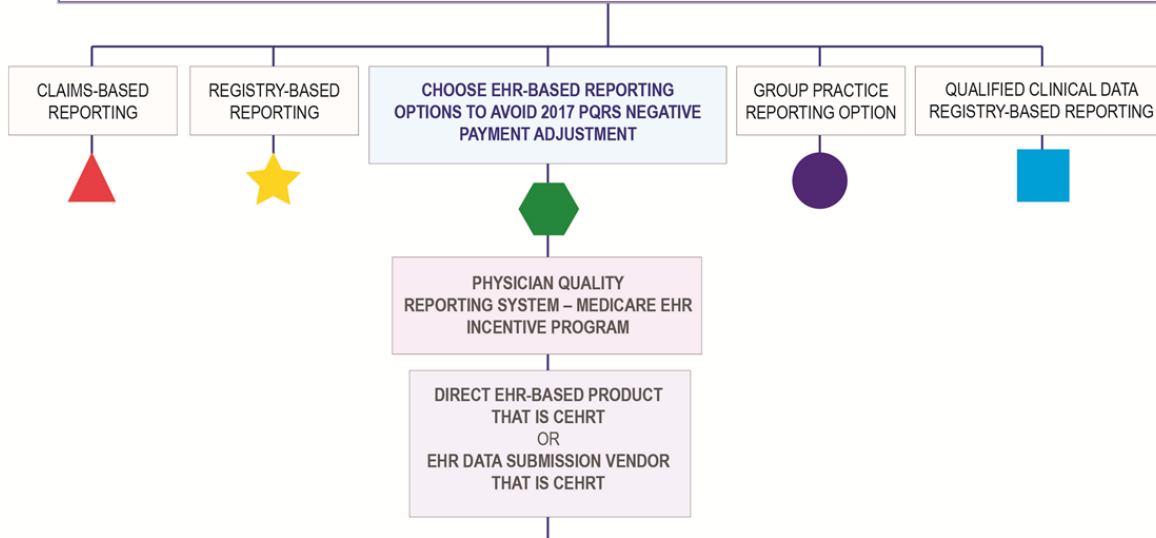 CLAIMS-BASED
REPORTING
REGISTRY-BASED
REPORTING
CHOOSE EHR-BASED REPORTING
OPTIONS TO AVOID 2017 PQRS NEGATIVE
PAYMENT ADJUSTMENT
GROUP PRACTICE
REPORTING OPTION
QUALIFIED CLINICAL DATA
REGISTRY-BASED REPORTING
PHYSICIAN QUALITY
REPORTING SYSTEM – MEDICARE EHR
INCENTIVE PROGRAM
DIRECT EHR-BASED PRODUCT
THAT IS CEHRT
OR
EHR DATA SUBMISSION VENDOR
THAT IS CEHRT